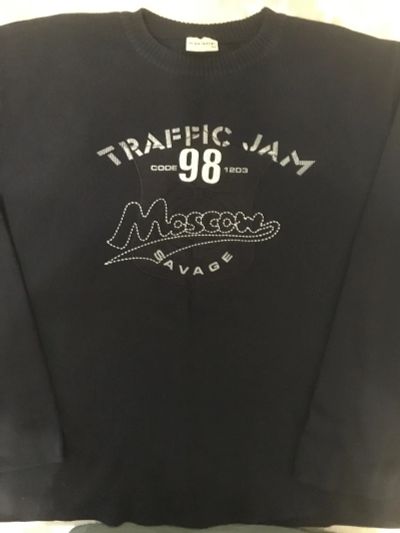 TRAFFIC JAM
CODE 98 1203
Moscow
SAVAGE